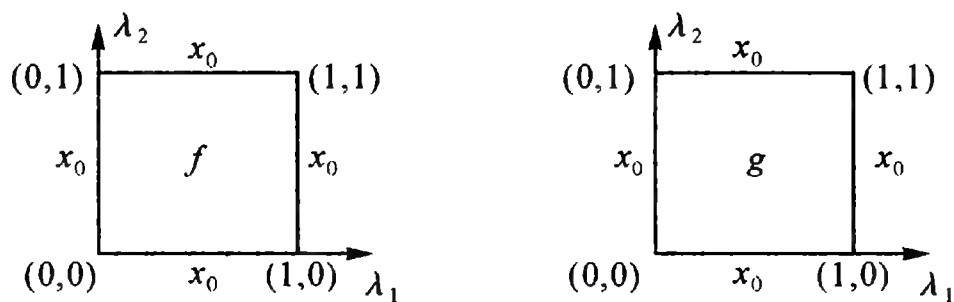 λ₂ x₀
(0,1) (1,1)
x₀ f x₀
(0,0) x₀ (1,0) λ₁
λ₂ x₀
(0,1) (1,1)
x₀ g x₀
(0,0) x₀ (1,0) λ₁